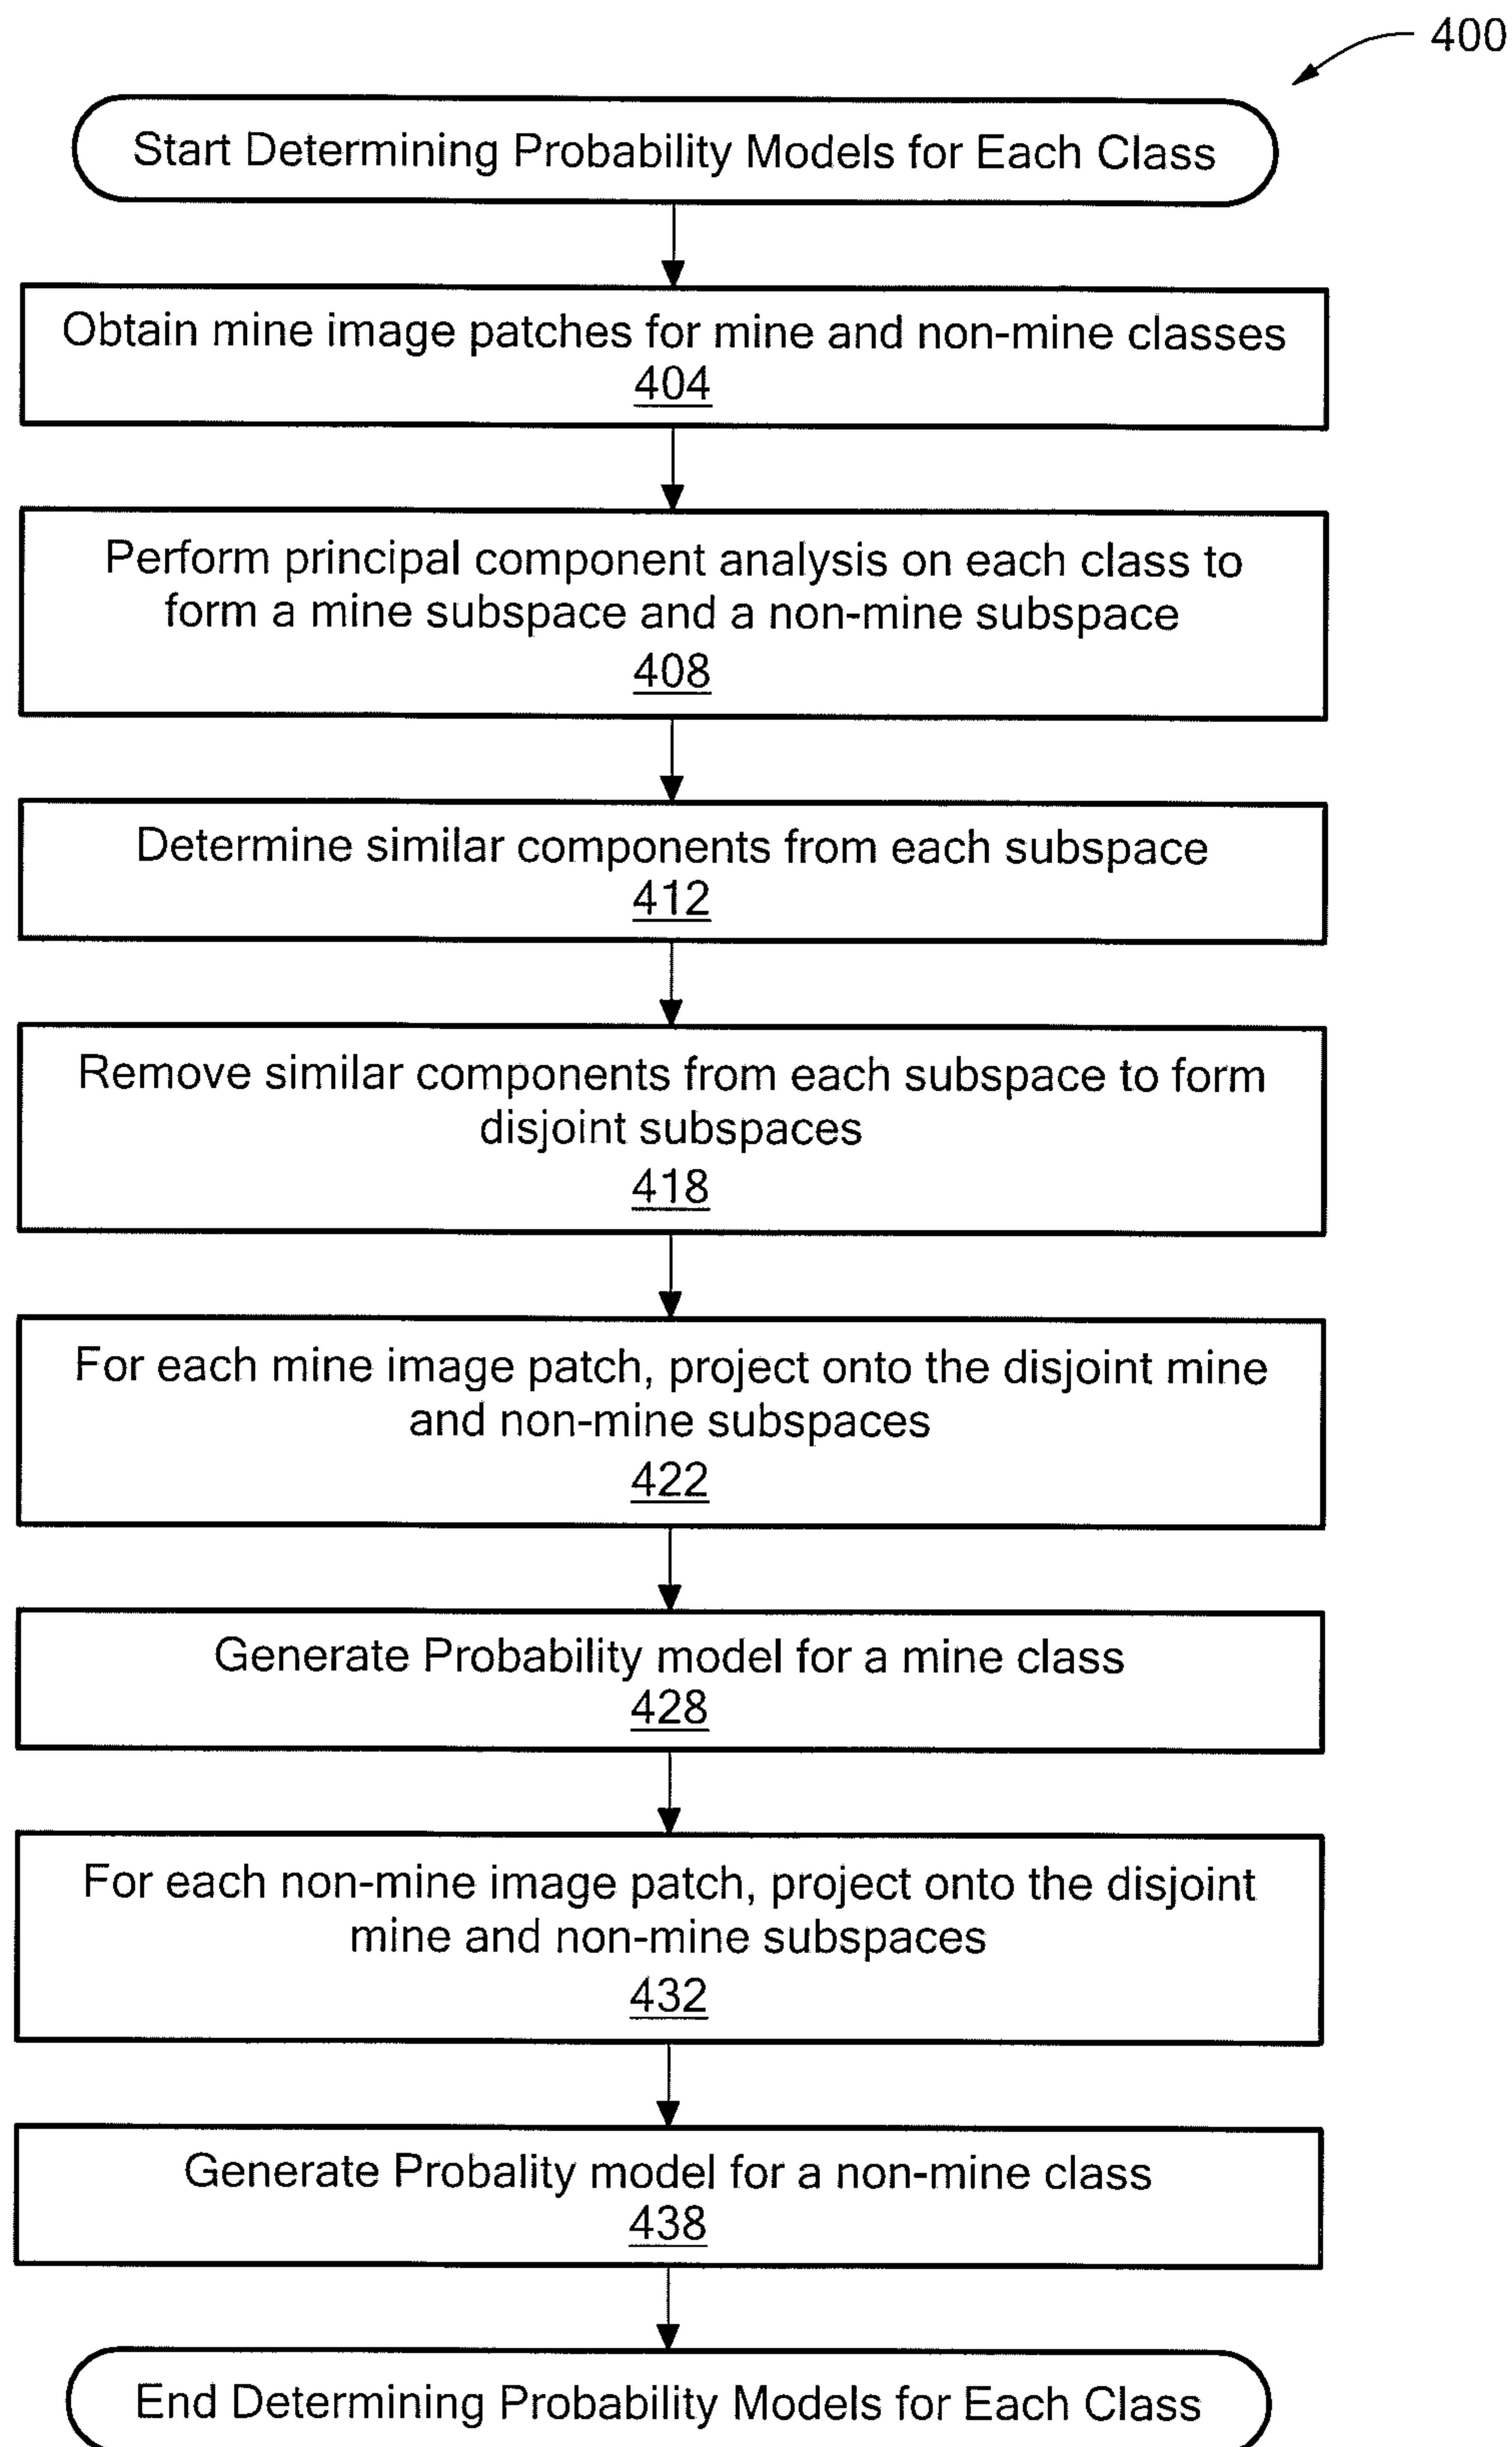 400
Start Determining Probability Models for Each Class
Obtain mine image patches for mine and non-mine classes
404
Perform principal component analysis on each class to
form a mine subspace and a non-mine subspace
408
Determine similar components from each subspace
412
Remove similar components from each subspace to form
disjoint subspaces
418
For each mine image patch, project onto the disjoint mine
and non-mine subspaces
422
Generate Probability model for a mine class
428
For each non-mine image patch, project onto the disjoint
mine and non-mine subspaces
432
Generate Probality model for a non-mine class
438
End Determining Probability Models for Each Class